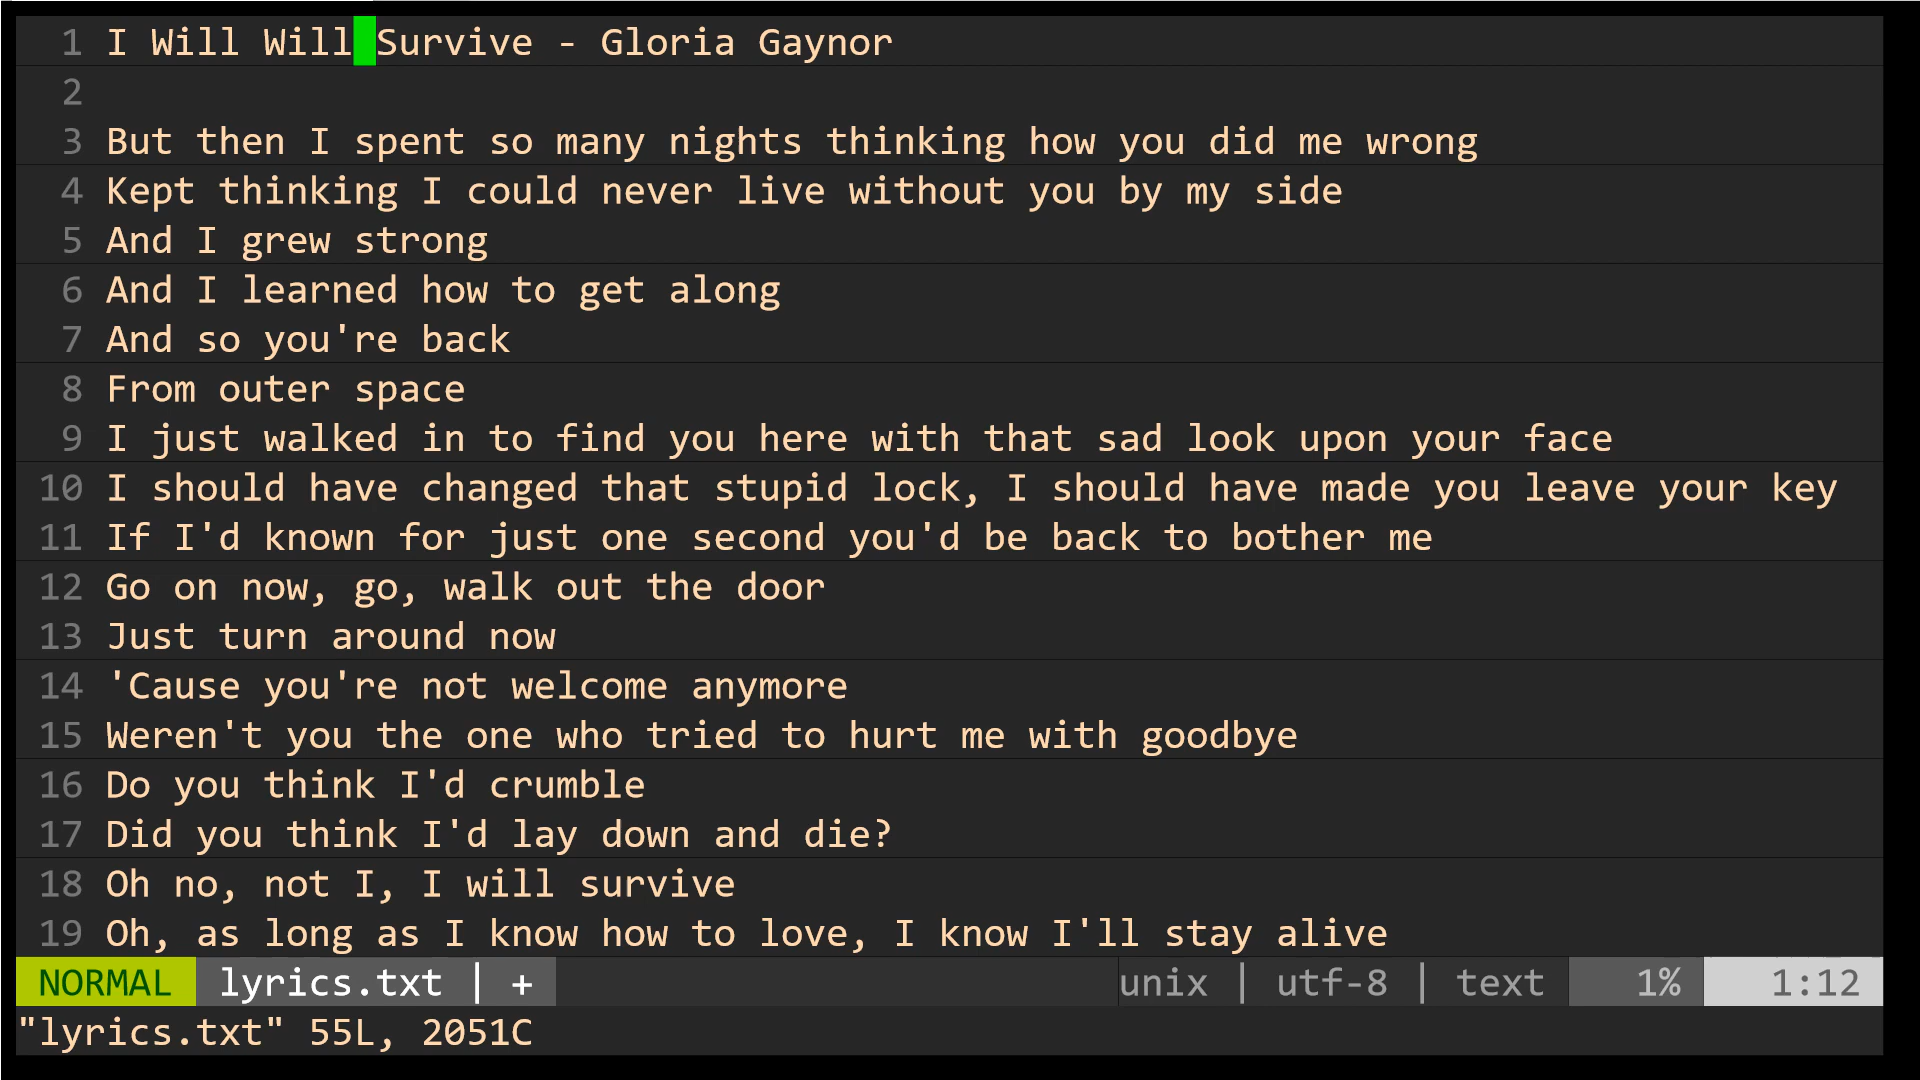 1 I Will Will Survive - Gloria Gaynor
2
3 But then I spent so many nights thinking how you did me wrong
4 Kept thinking I could never live without you by my side
5 And I grew strong
6 And I learned how to get along
7 And so you're back
8 From outer space
9 I just walked in to find you here with that sad look upon your face
10 I should have changed that stupid lock, I should have made you leave your key
11 If I'd known for just one second you'd be back to bother me
12 Go on now, go, walk out the door
13 Just turn around now
14 'Cause you're not welcome anymore
15 Weren't you the one who tried to hurt me with goodbye
16 Do you think I'd crumble
17 Did you think I'd lay down and die?
18 Oh no, not I, I will survive
19 Oh, as long as I know how to love, I know I'll stay alive
NORMAL lyrics.txt | + unix | utf-8 | text 1% 1:12
"lyrics.txt" 55L, 2051C